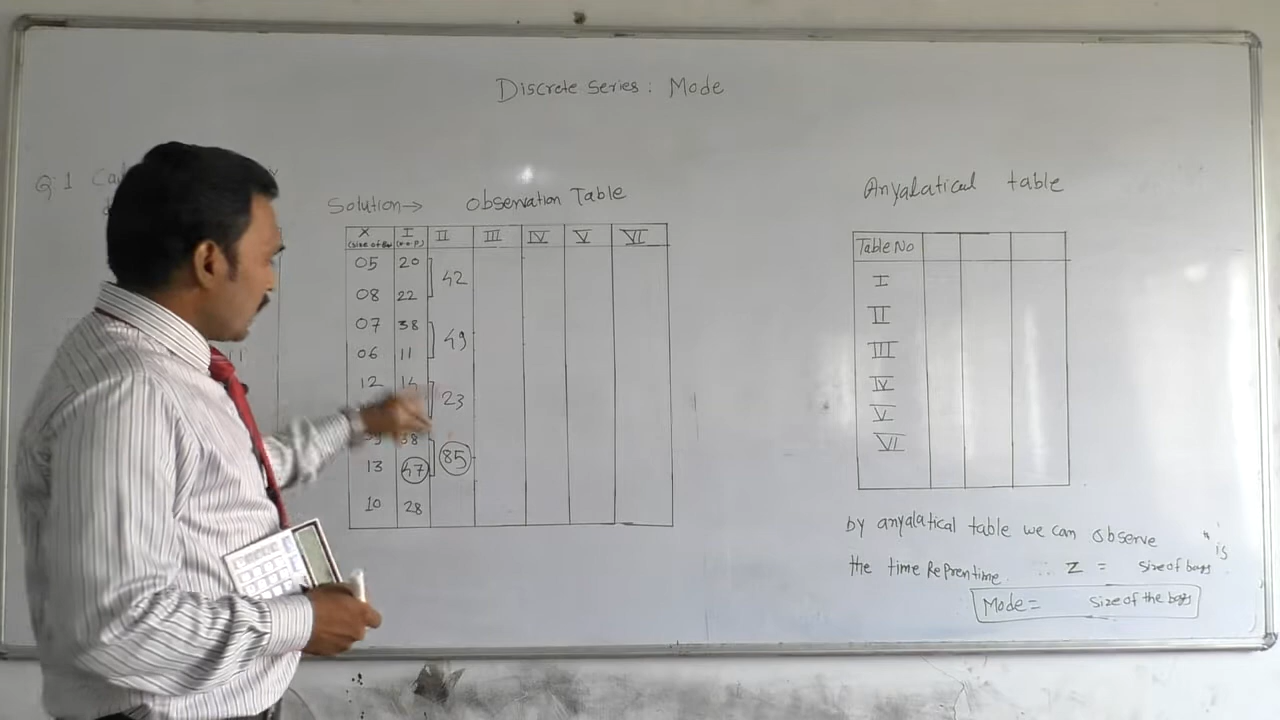 Discrete Series : Mode
Q.1
Solution→ Observation Table
X I II III IV V VI
(size of
05 20 42
08 22
07 38 49
06 11
12 14 23
38 85
13 47
10 28
11
Anyalatical table
Table No
I
II
III
IV
V
VI
by anyalatical table we can observe
the time Reprentime. ∴ Z = size of bags is
Mode = size of the bags